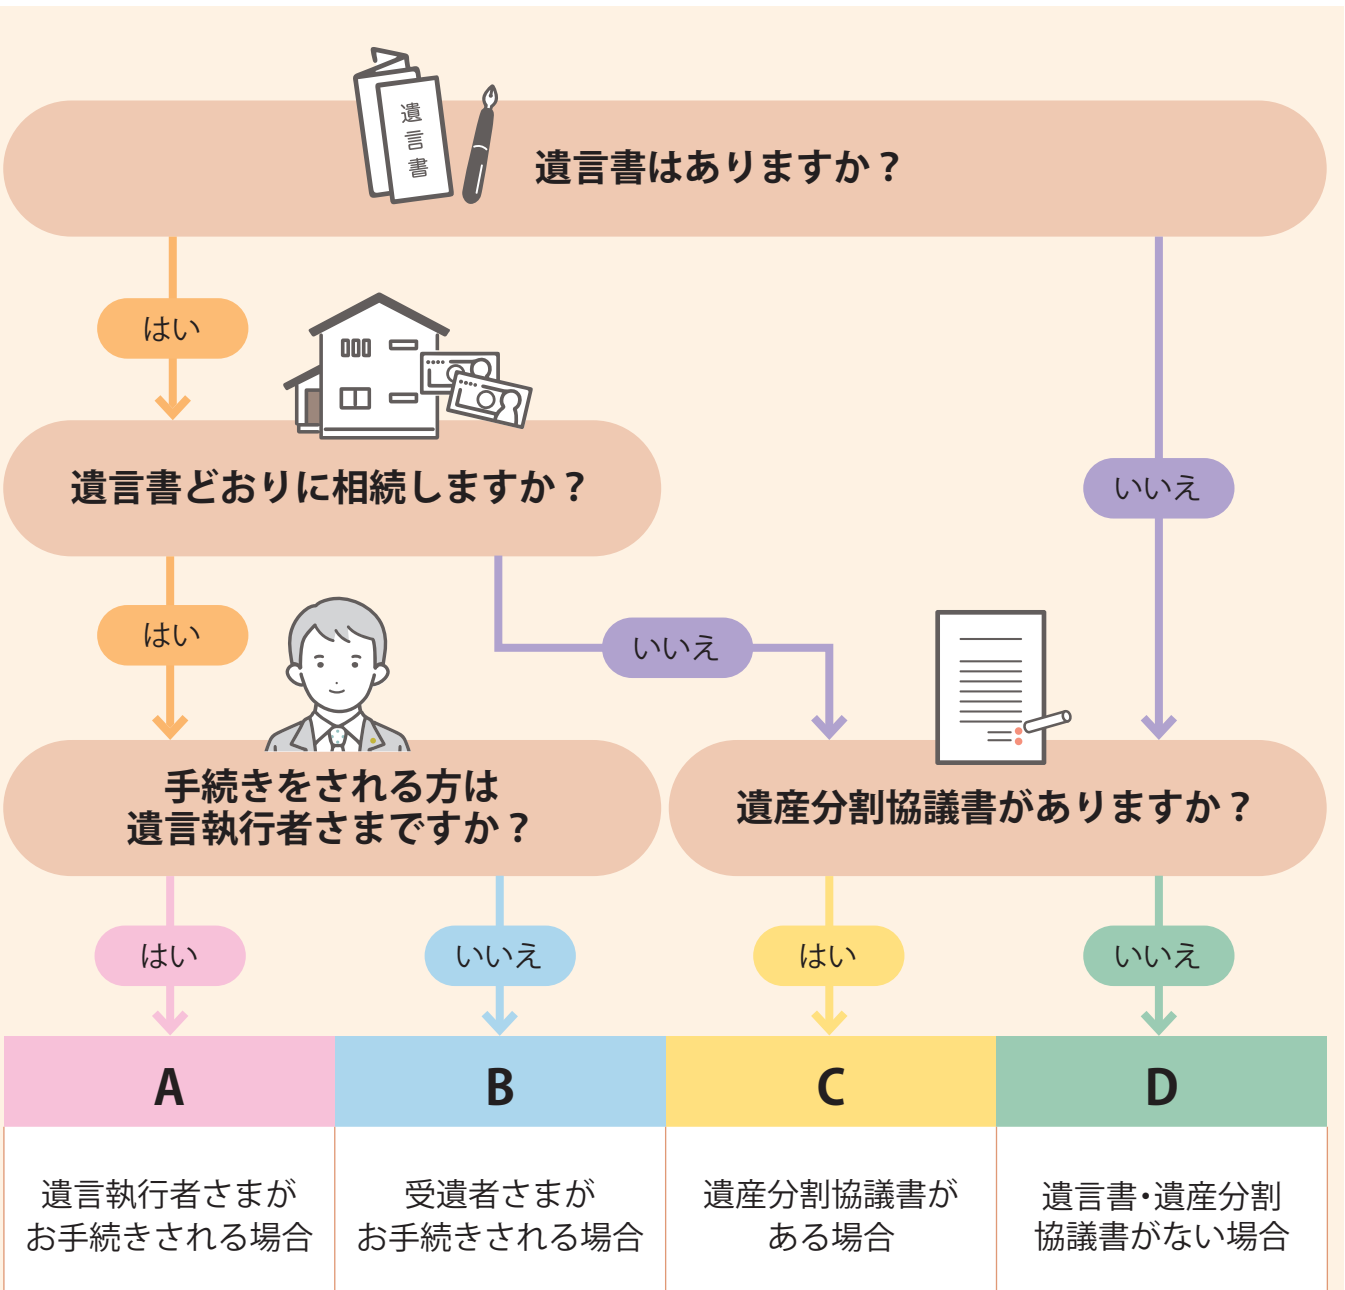 遺言書
遺言書はありますか？
はい
遺言書どおりに相続しますか？
いいえ
はい
いいえ
手続きをされる方は
遺言執行者さまですか？
遺産分割協議書がありますか？
はい
いいえ
はい
いいえ
A
B
C
D
遺言執行者さまが
お手続きされる場合
受遺者さまが
お手続きされる場合
遺産分割協議書が
ある場合
遺言書・遺産分割
協議書がない場合